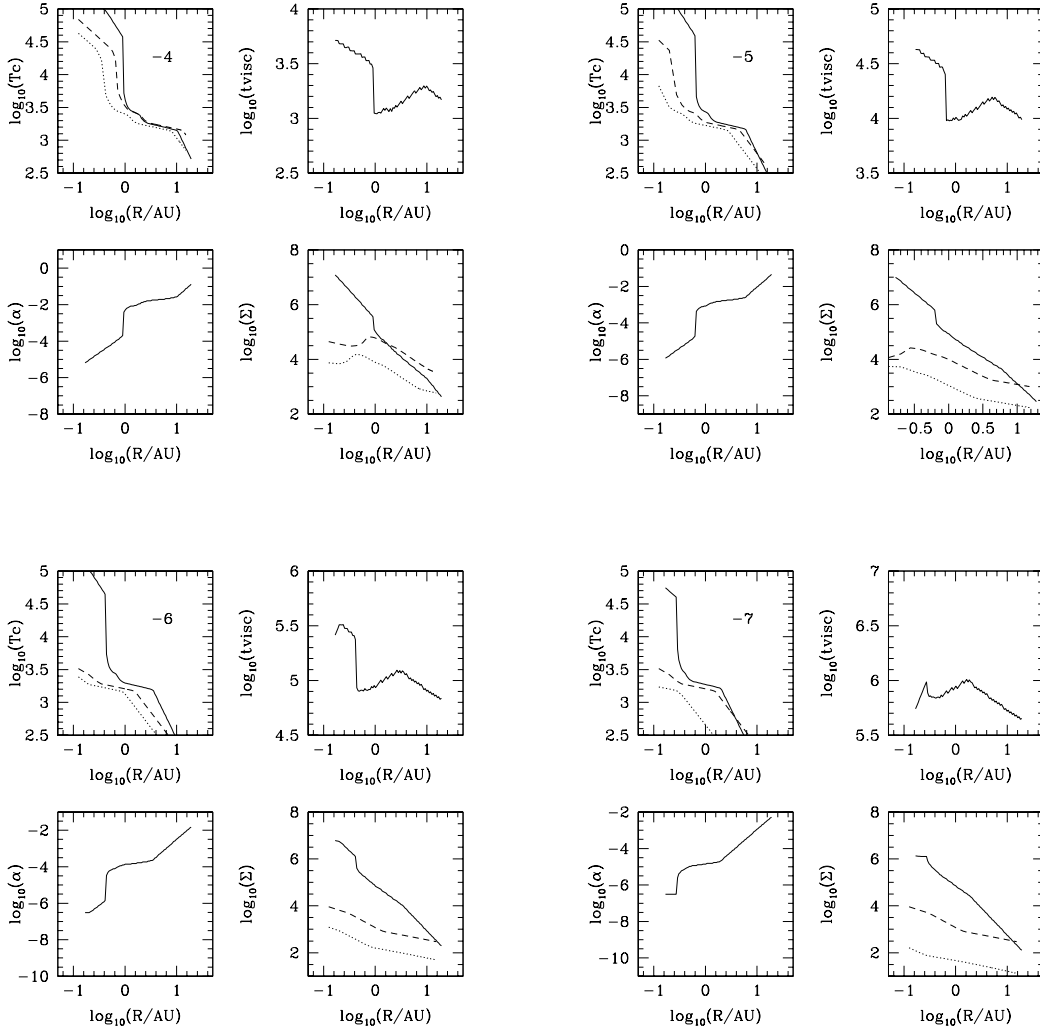 5
4.5
4
3.5
3
2.5
log10(Tc)
−4
−1 0 1
log10(R/AU)
4
3.5
3
2.5
log10(tvisc)
−1 0 1
log10(R/AU)
5
4.5
4
3.5
3
2.5
log10(Tc)
−5
−1 0 1
log10(R/AU)
5
4.5
4
3.5
log10(tvisc)
−1 0 1
log10(R/AU)
0
−2
−4
−6
−8
log10(α)
−1 0 1
log10(R/AU)
8
6
4
2
log10(Σ)
−1 0 1
log10(R/AU)
0
−2
−4
−6
−8
log10(α)
−1 0 1
log10(R/AU)
8
6
4
2
log10(Σ)
−0.5 0 0.5 1
log10(R/AU)
5
4.5
4
3.5
3
2.5
log10(Tc)
−6
−1 0 1
log10(R/AU)
6
5.5
5
4.5
log10(tvisc)
−1 0 1
log10(R/AU)
5
4.5
4
3.5
3
2.5
log10(Tc)
−7
−1 0 1
log10(R/AU)
7
6.5
6
5.5
log10(tvisc)
−1 0 1
log10(R/AU)
−2
−4
−6
−8
−10
log10(α)
−1 0 1
log10(R/AU)
8
6
4
2
log10(Σ)
−1 0 1
log10(R/AU)
−2
−4
−6
−8
−10
log10(α)
−1 0 1
log10(R/AU)
8
6
4
2
log10(Σ)
−1 0 1
log10(R/AU)